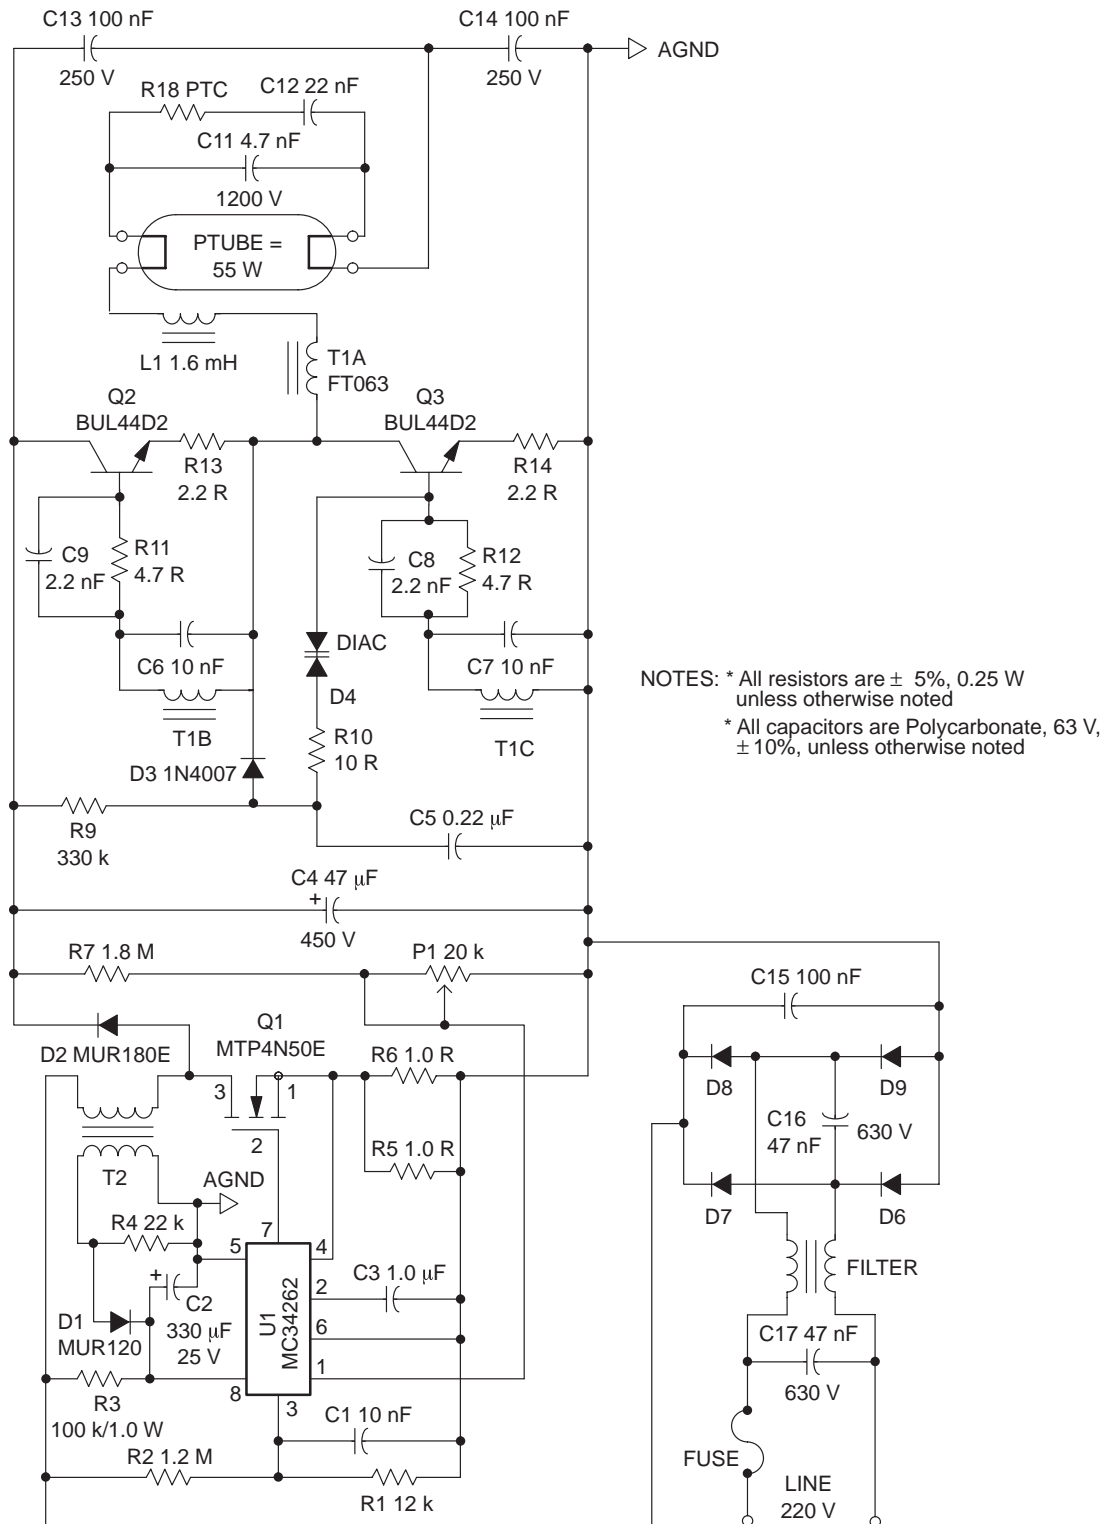 C13 100 nF
250 V
C14 100 nF
250 V
AGND
R18 PTC
C12 22 nF
C11 4.7 nF
1200 V
PTUBE =
55 W
L1 1.6 mH
T1A
FT063
Q2
BUL44D2
Q3
BUL44D2
R13
2.2 R
R14
2.2 R
C9
2.2 nF
R11
4.7 R
C8
2.2 nF
R12
4.7 R
C6 10 nF
T1B
DIAC
D4
C7 10 nF
T1C
NOTES: * All resistors are ± 5%, 0.25 W
unless otherwise noted
* All capacitors are Polycarbonate, 63 V,
±10%, unless otherwise noted
R10
10 R
D3 1N4007
R9
330 k
C5 0.22 μF
C4 47 μF
+
450 V
R7 1.8 M
P1 20 k
D2 MUR180E
Q1
MTP4N50E
3
1
2
R6 1.0 R
R5 1.0 R
T2
AGND
R4 22 k
+
C2
330 μF
25 V
D1
MUR120
R3
100 k/1.0 W
7
5
4
2
6
1
8
3
U1
MC34262
C3 1.0 μF
C1 10 nF
R2 1.2 M
R1 12 k
C15 100 nF
D8
D9
C16
47 nF
630 V
D7
D6
FILTER
C17 47 nF
630 V
FUSE
LINE
220 V